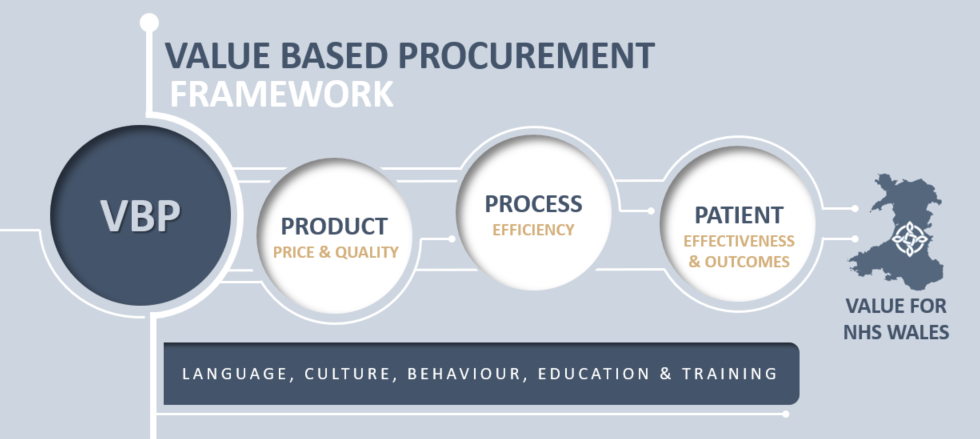 VALUE BASED PROCUREMENT
FRAMEWORK
VBP
PRODUCT
PRICE & QUALITY
PROCESS
EFFICIENCY
PATIENT
EFFECTIVENESS
& OUTCOMES
VALUE FOR
NHS WALES
LANGUAGE, CULTURE, BEHAVIOUR, EDUCATION & TRAINING